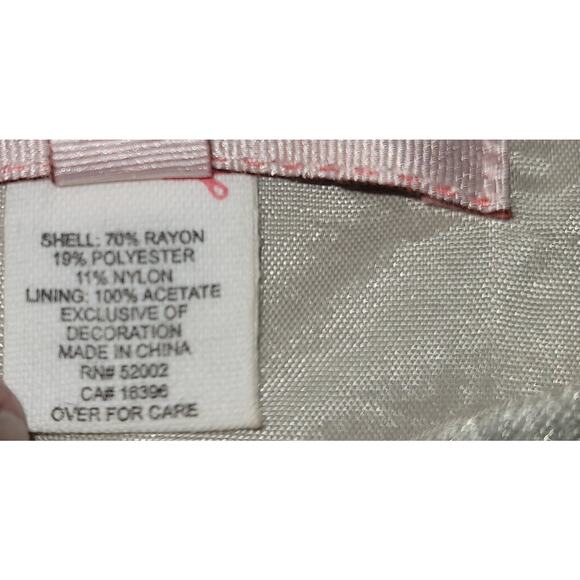 SHELL: 70% RAYON
19% POLYESTER
11% NYLON
LINING: 100% ACETATE
EXCLUSIVE OF
DECORATION
MADE IN CHINA
RN# 52002
CA# 18396
OVER FOR CARE